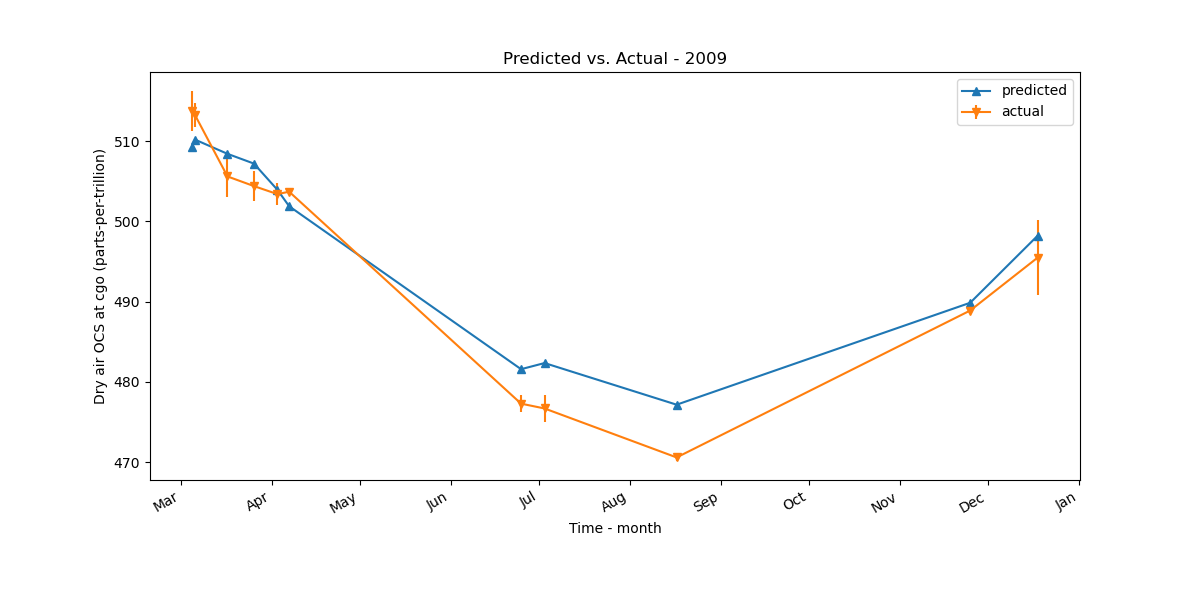 Predicted vs. Actual - 2009
predicted
actual
Dry air OCS at cgo (parts-per-trillion)
510
500
490
480
470
Mar
Apr
May
Jun
Jul
Aug
Sep
Oct
Nov
Dec
Jan
Time - month